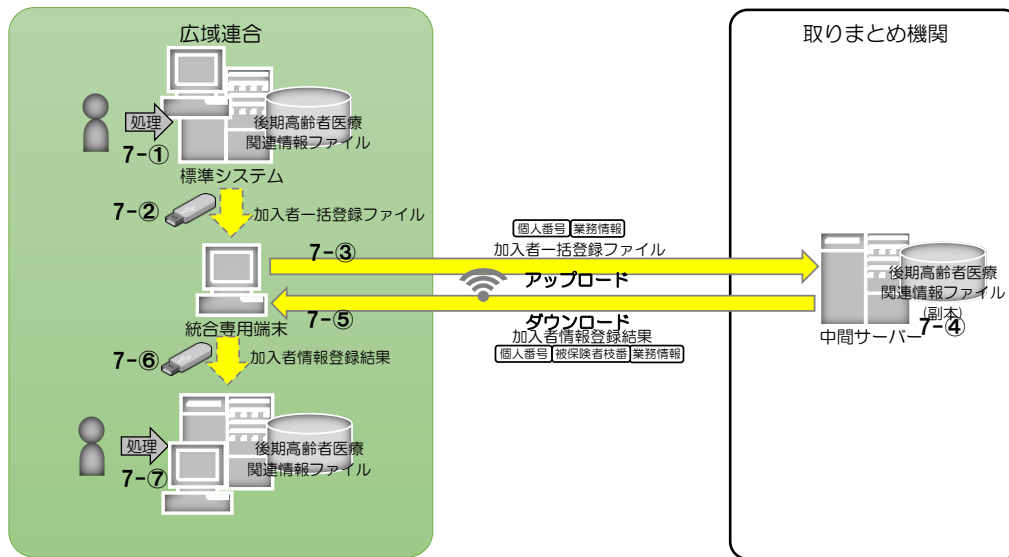 広域連合
取りまとめ機関
処理
7-①
後期高齢者医療
関連情報ファイル
標準システム
7-②
加入者一括登録ファイル
個人番号 業務情報
加入者一括登録ファイル
7-③
アップロード
後期高齢者医療
関連情報ファイル
(副本)
7-④
中間サーバー
統合専用端末
7-⑤
ダウンロード
加入者情報登録結果
個人番号 被保険者枝番 業務情報
7-⑥
加入者情報登録結果
処理
7-⑦
後期高齢者医療
関連情報ファイル